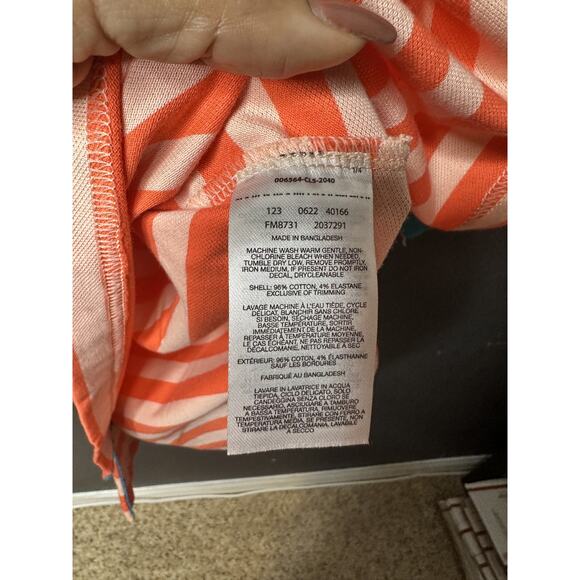 006564-CLS-2040
1/4
123 0622 40166
FM8731 2037291
MADE IN BANGLADESH
MACHINE WASH WARM GENTLE, NON-
CHLORINE BLEACH WHEN NEEDED,
TUMBLE DRY LOW, REMOVE PROMPTLY,
IRON MEDIUM, IF PRESENT DO NOT IRON
DECAL, DRYCLEANABLE
SHELL: 96% COTTON, 4% ELASTANE
EXCLUSIVE OF TRIMMING
LAVAGE MACHINE À L'EAU TIÈDE, CYCLE
DÉLICAT, BLANCHIR SANS CHLORE
SI BESOIN, SÉCHAGE MACHINE,
BASSE TEMPÉRATURE, SORTIR
IMMÉDIATEMENT DE LA MACHINE,
REPASSER À TEMPÉRATURE MOYENNE,
LE CAS ÉCHÉANT, NE PAS REPASSER LA
DÉCALCOMANIE, NETTOYABLE À SEC
EXTÉRIEUR: 96% COTON, 4% ÉLASTHANNE
SAUF LES BORDURES
FABRIQUÉ AU BANGLADESH
LAVARE IN LAVATRICE IN ACQUA
TIEPIDA, CICLO DELICATO, SOLO
CANDEGGINA SENZA CLORO SE
NECESSARIO, ASCIUGARE A TAMBURO
A BASSA TEMPERATURA, RIMUOVERE
TEMPESTIVAMENTE, STIRARE CON FERRO A
TEMPERATURA MEDIA, SE PRESENTE, NON
STIRARE LA DECALCOMANIA, LAVABILE
A SECCO